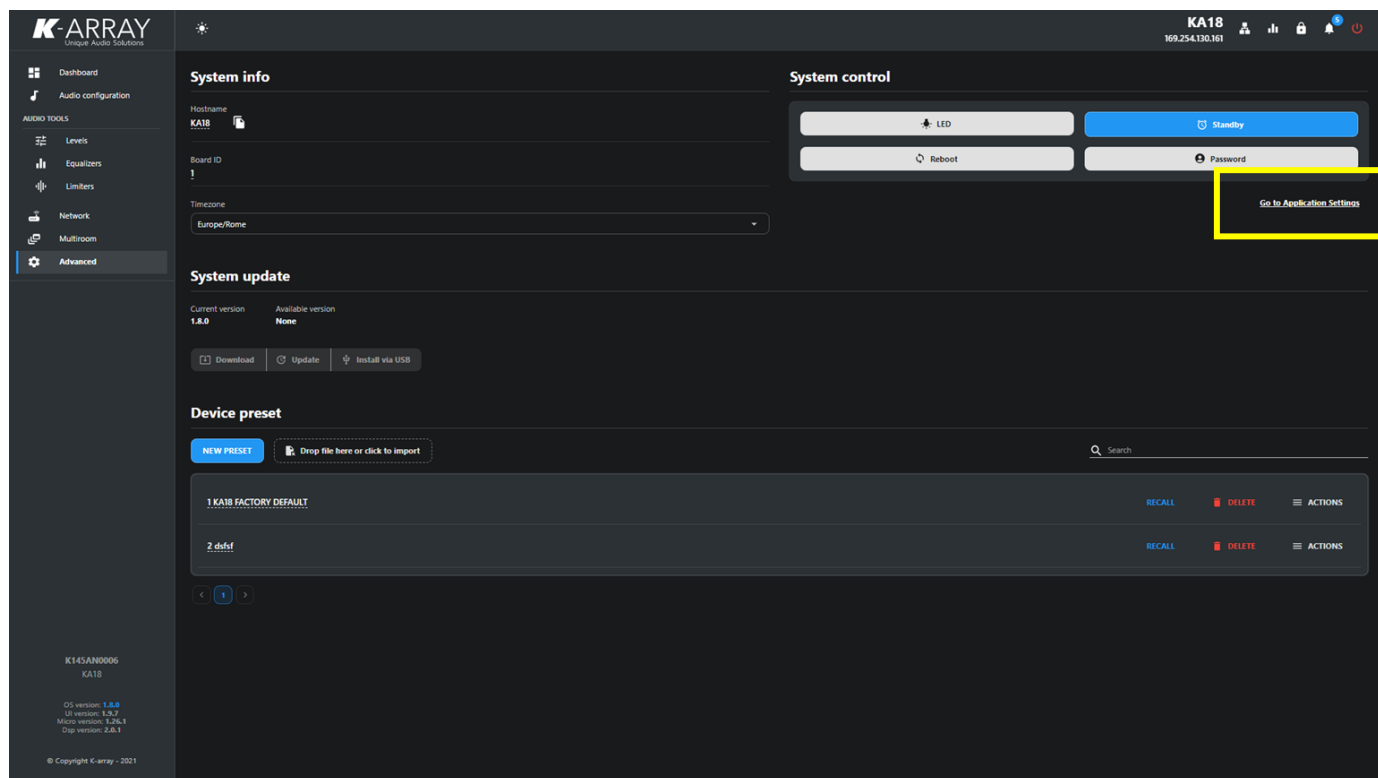 K-ARRAY
Unique Audio Solutions
KA18
169.254.130.161
5
Dashboard
Audio configuration
AUDIO TOOLS
Levels
Equalizers
Limiters
Network
Multiroom
Advanced
K145AN0006
KA18
OS version: 1.8.0
UI version: 1.9.7
Micro version: 1.26.1
Dsp version: 2.0.1
© Copyright K-array - 2021
System info
Hostname
KA18
Board ID
1
Timezone
Europe/Rome
System control
LED
Standby
Reboot
Password
Go to Application Settings
System update
Current version Available version
1.8.0 None
Download Update Install via USB
Device preset
NEW PRESET Drop file here or click to import Search
1 KA18 FACTORY DEFAULT RECALL DELETE ACTIONS
2 dsfsf RECALL DELETE ACTIONS
< 1 >